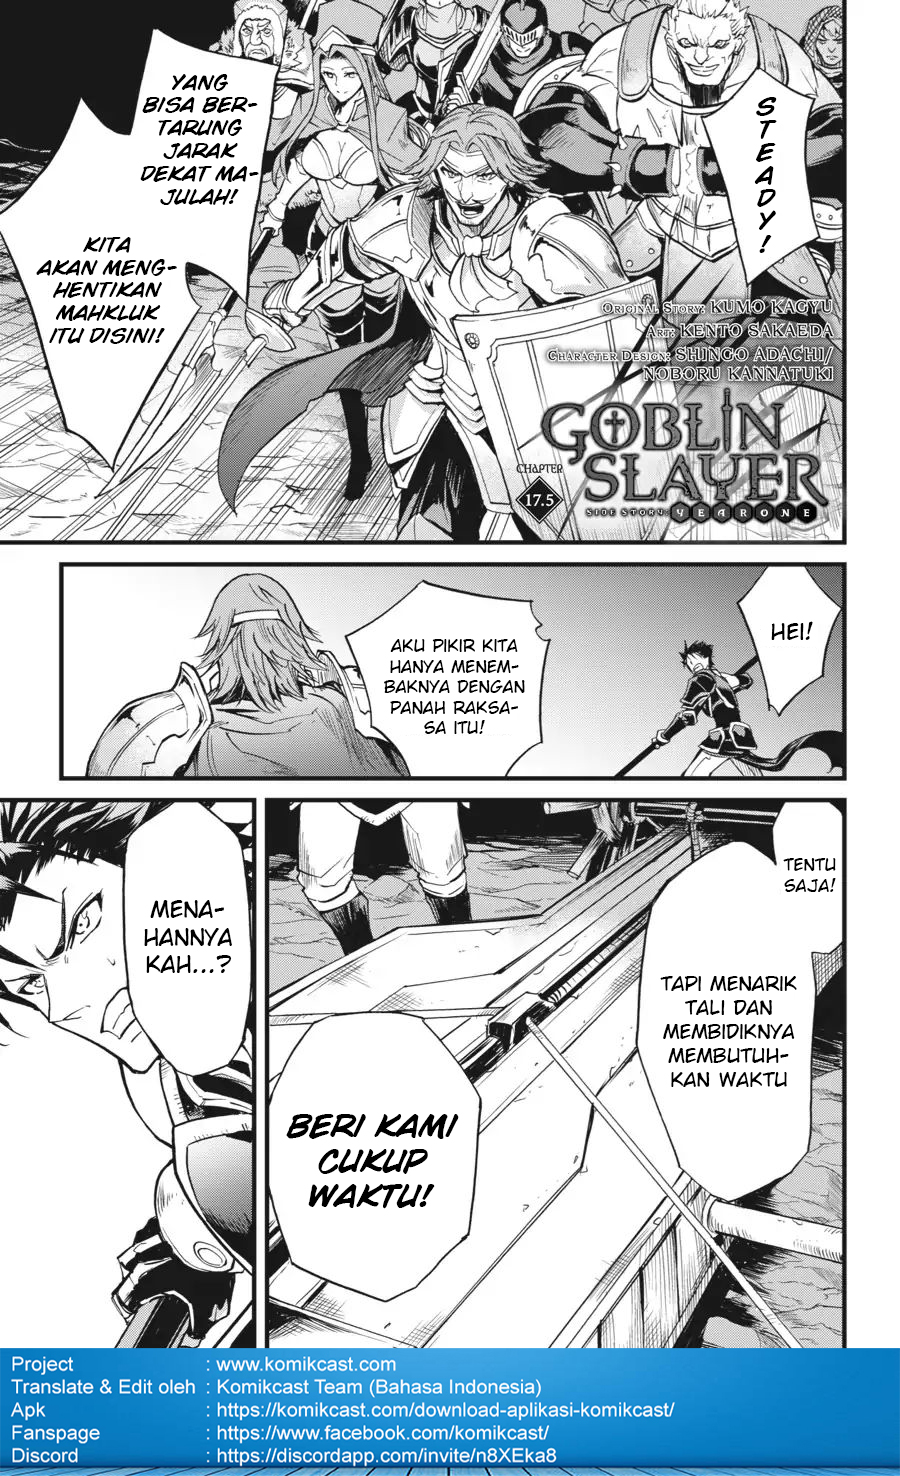 STEADY!
YANG
BISA BER-
TARUNG
JARAK
DEKAT MA-
JULAH!
KITA
AKAN MENG-
HENTIKAN
MAHKLUK
ITU DISINI!
ORIGINAL STORY: KUMO KAGYU
ART: KENTO SAKAEDA
CHARACTER DESIGN: SHINGO ADACHI/
NOBORU KANNATUKI
GOBLIN
SLAYER
SIDE STORY: YEAR ONE
CHAPTER
17.5
HEI!
AKU PIKIR KITA
HANYA MENEM-
BAKNYA DENGAN
PANAH RAKSA-
SA ITU!
TENTU
SAJA!
TAPI MENARIK
TALI DAN
MEMBIDIKNYA
MEMBUTUH-
KAN WAKTU
BERI KAMI
CUKUP
WAKTU!
MENA-
HANNYA
KAH...?
Project : www.komikcast.com
Translate & Edit oleh : Komikcast Team (Bahasa Indonesia)
Apk : https://komikcast.com/download-aplikasi-komikcast/
Fanspage : https://www.facebook.com/komikcast/
Discord : https://discordapp.com/invite/n8XEka8